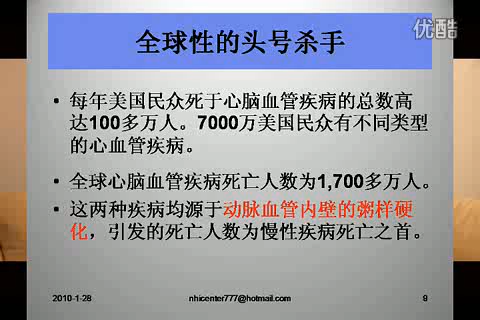 优酷
全球性的头号杀手
• 每年美国民众死于心脑血管疾病的总数高
达100多万人。7000万美国民众有不同类型
的心血管疾病。
• 全球心脑血管疾病死亡人数为1,700多万人。
• 这两种疾病均源于动脉血管内壁的粥样硬
化，引发的死亡人数为慢性疾病死亡之首。
2010-1-28 nhicenter777@hotmail.com 9